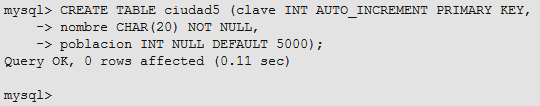 mysql> CREATE TABLE ciudad5 (clave INT AUTO_INCREMENT PRIMARY KEY,
    -> nombre CHAR(20) NOT NULL,
    -> poblacion INT NULL DEFAULT 5000);
Query OK, 0 rows affected (0.11 sec)
mysql>